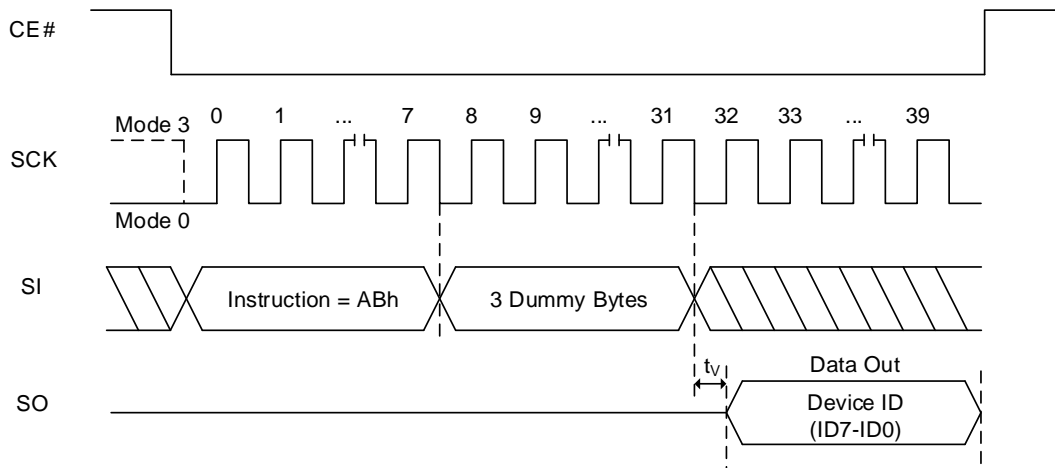 CE#
0 1 ... 7 8 9 ... 31 32 33 ... 39
Mode 3
SCK
Mode 0
SI
Instruction = ABh
3 Dummy Bytes
tV
Data Out
SO
Device ID
(ID7-ID0)